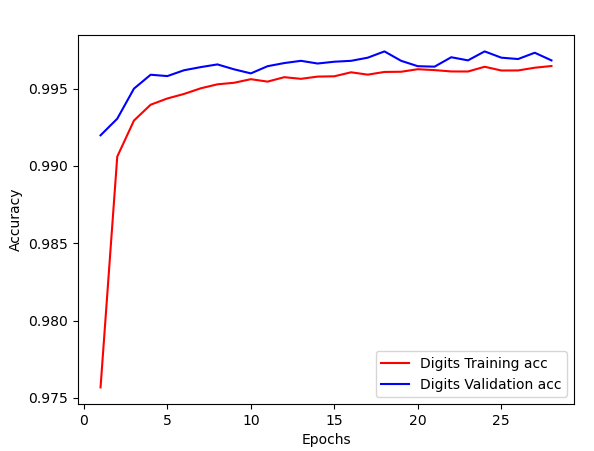 0.995
0.990
0.985
0.980
0.975
Accuracy
0 5 10 15 20 25
Epochs
Digits Training acc
Digits Validation acc